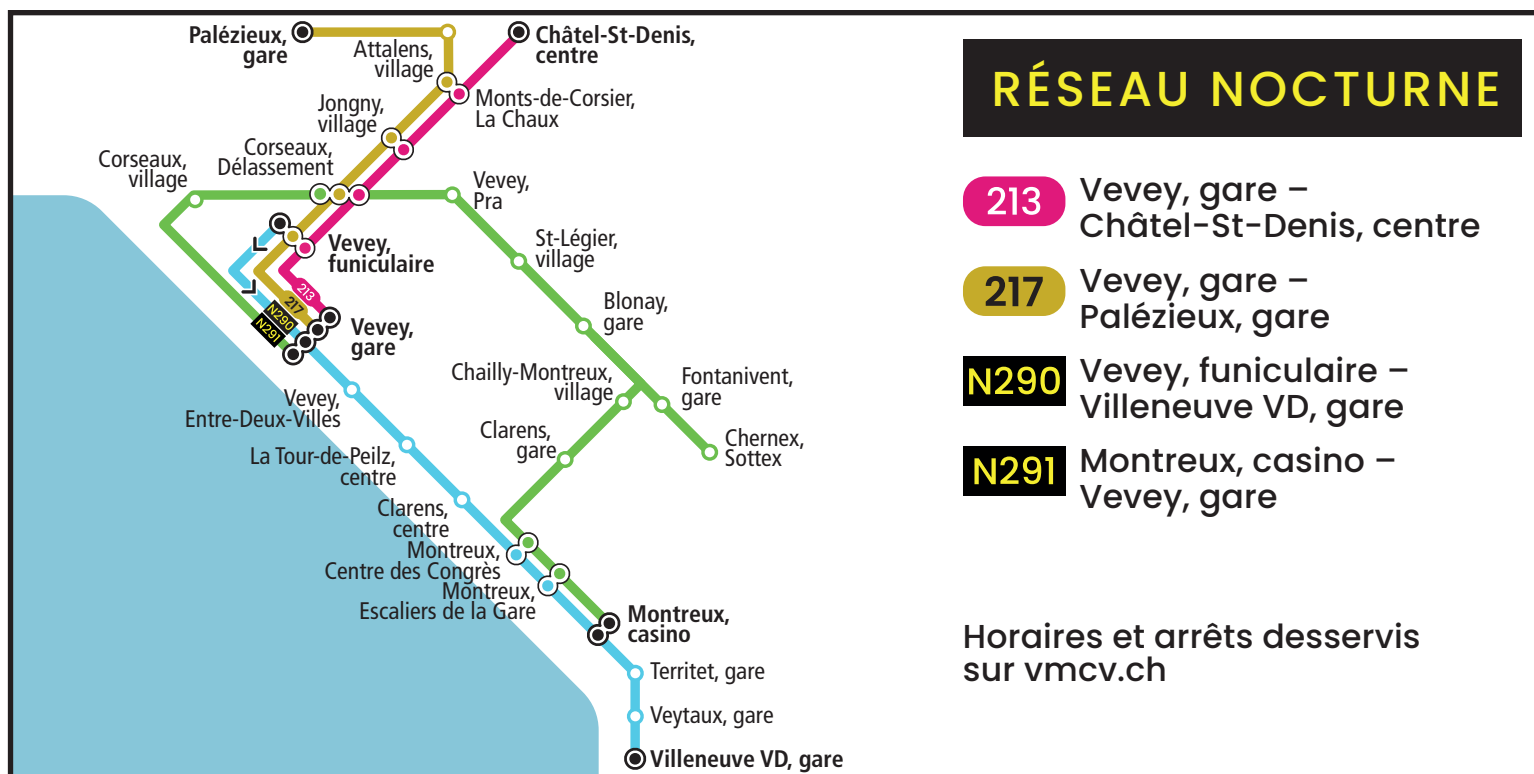 Palézieux,
gare
Attalens,
village
Châtel-St-Denis,
centre
Jongny,
village
Monts-de-Corsier,
La Chaux
Corseaux,
Délassement
Corseaux,
village
Vevey,
Pra
Vevey,
funiculaire
St-Légier,
village
213
217
N290
N291
Vevey,
gare
Blonay,
gare
Chailly-Montreux,
village
Fontanivent,
gare
Vevey,
Entre-Deux-Villes
Clarens,
gare
Chernex,
Sottex
La Tour-de-Peilz,
centre
Clarens,
centre
Montreux,
Centre des Congrès
Montreux,
Escaliers de la Gare
Montreux,
casino
Territet, gare
Veytaux, gare
Villeneuve VD, gare
RÉSEAU NOCTURNE
213 Vevey, gare –
Châtel-St-Denis, centre
217 Vevey, gare –
Palézieux, gare
N290 Vevey, funiculaire –
Villeneuve VD, gare
N291 Montreux, casino –
Vevey, gare
Horaires et arrêts desservis
sur vmcv.ch